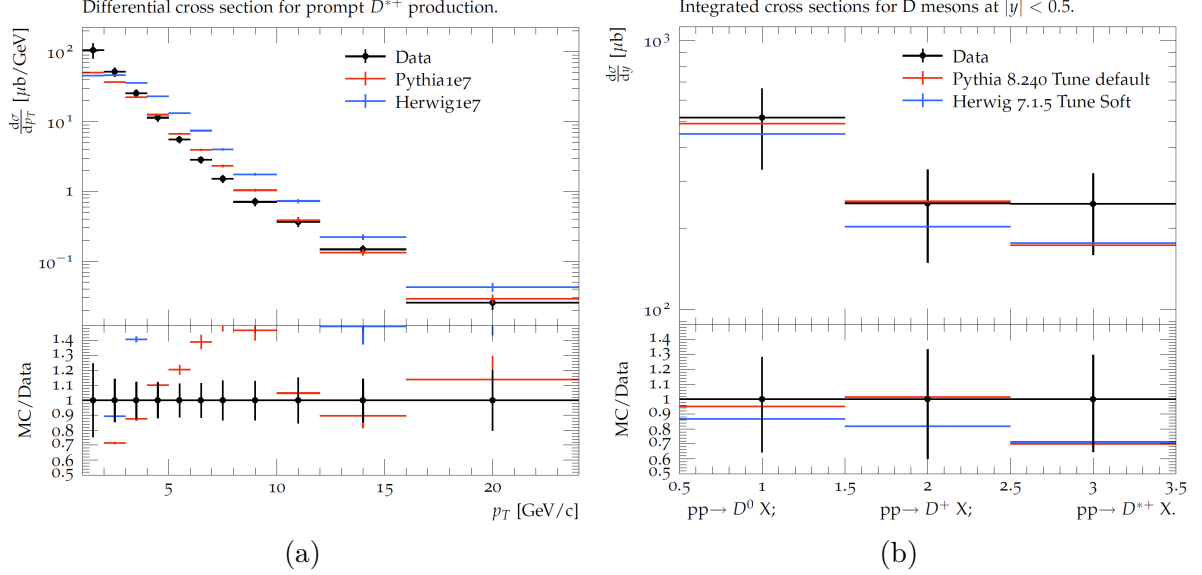 Differential cross section for prompt D*+ production.
dσ/dpT [μb/GeV]
10²
10¹
1
10⁻¹
Data
Pythia1e7
Herwig1e7
MC/Data
1.4
1.3
1.2
1.1
1
0.9
0.8
0.7
0.6
0.5
5
10
15
20
pT [GeV/c]
(a)
Integrated cross sections for D mesons at |y| < 0.5.
dσ/dy [μb]
10³
10²
Data
Pythia 8.240 Tune default
Herwig 7.1.5 Tune Soft
MC/Data
1.4
1.3
1.2
1.1
1
0.9
0.8
0.7
0.6
0.5
0.5
1
1.5
2
2.5
3
3.5
pp→ D⁰ X;
pp→ D⁺ X;
pp→ D*⁺ X.
(b)